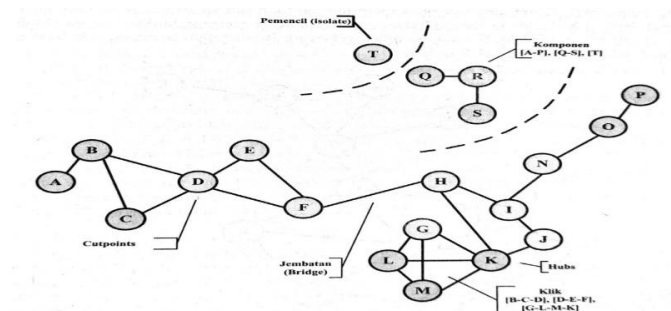 Pemencil (isolate)
T
Komponen
[A-P], [Q-S], [T]
Q
R
S
P
O
B
E
N
A
D
H
C
F
I
G
J
L
K
M
Cutpoints
Jembatan
(Bridge)
Hubs
Klik
[B-C-D], [D-E-F],
[G-L-M-K]